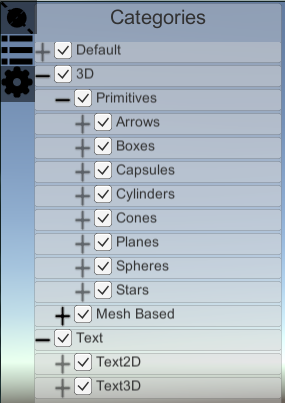 Categories
Default
3D
Primitives
Arrows
Boxes
Capsules
Cylinders
Cones
Planes
Spheres
Stars
Mesh Based
Text
Text2D
Text3D